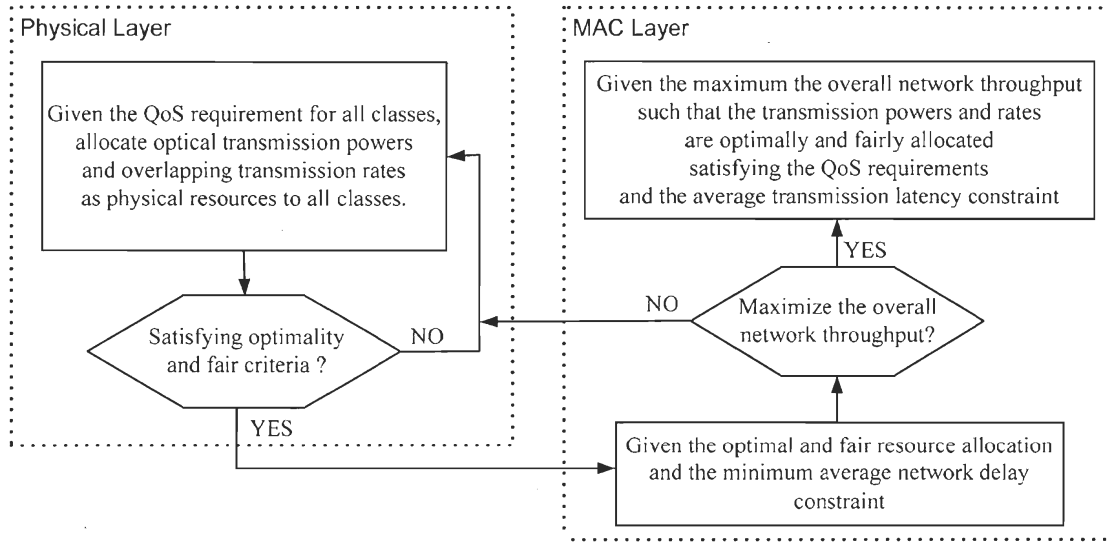 Physical Layer
Given the QoS requirement for all classes,
allocate optical transmission powers
and overlapping transmission rates
as physical resources to all classes.
Satisfying optimality
and fair criteria ?
NO
YES
MAC Layer
Given the maximum the overall network throughput
such that the transmission powers and rates
are optimally and fairly allocated
satisfying the QoS requirements
and the average transmission latency constraint
YES
NO
Maximize the overall
network throughput?
Given the optimal and fair resource allocation
and the minimum average network delay
constraint